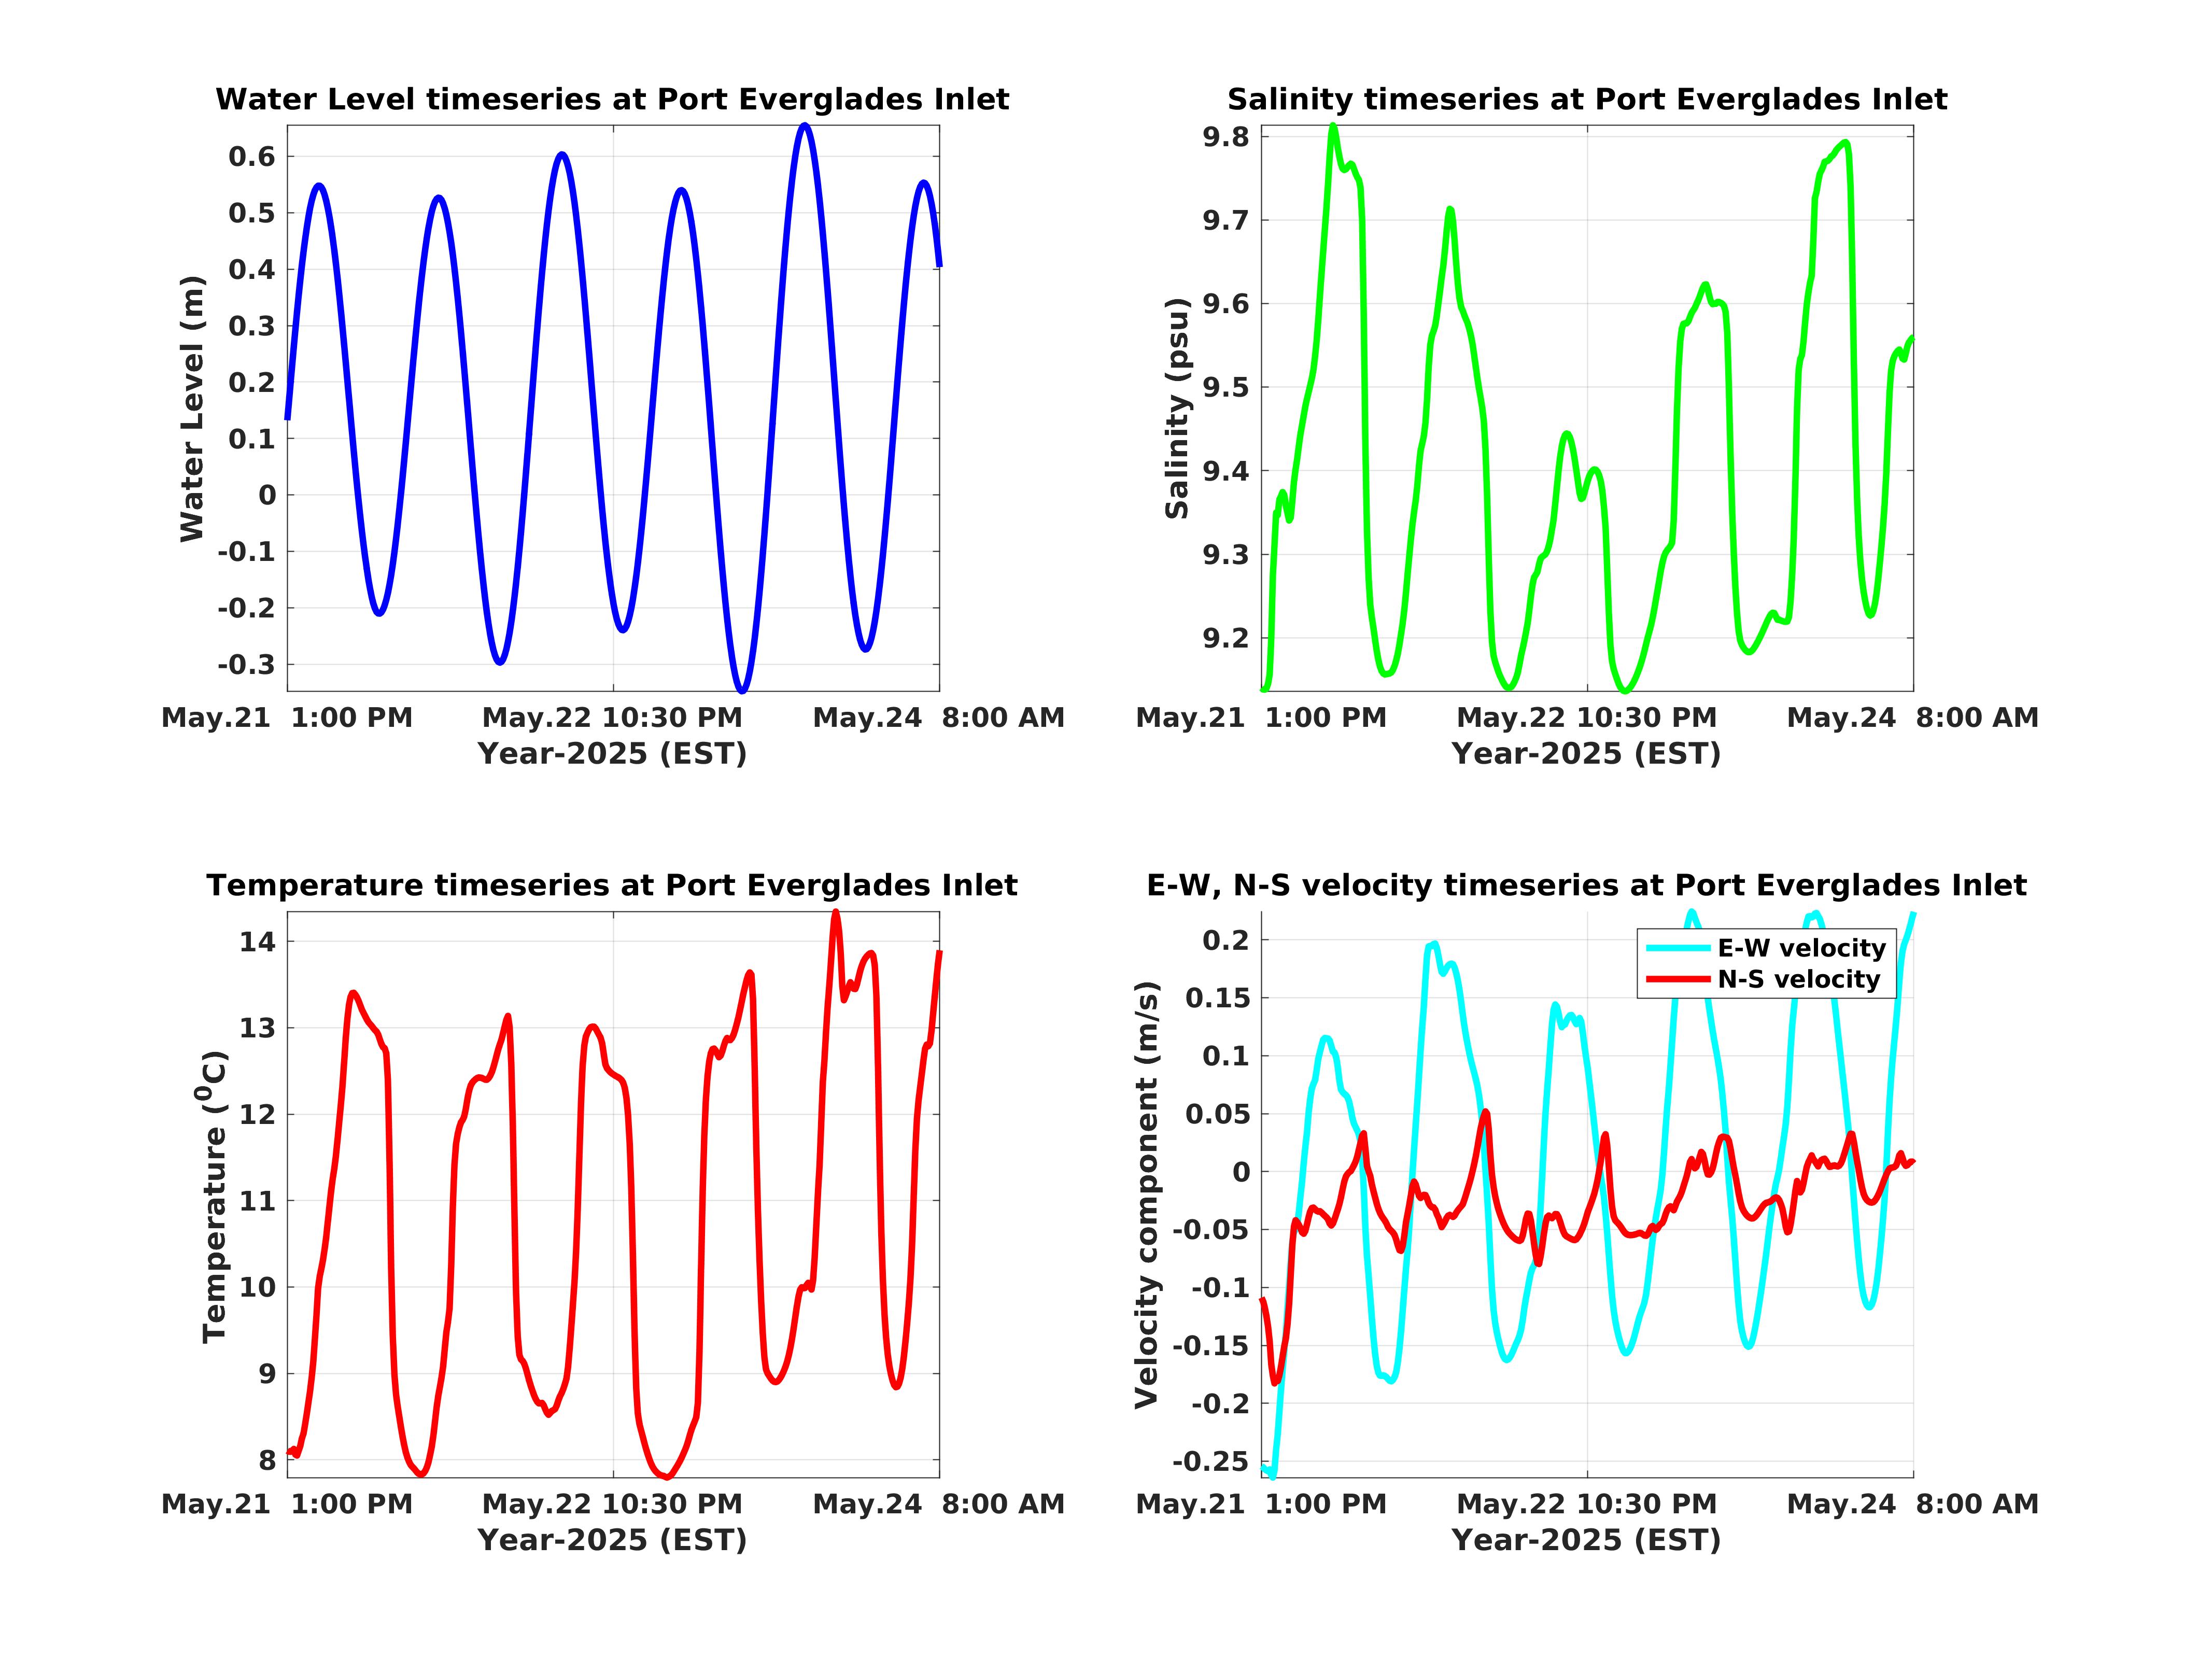 Water Level timeseries at Port Everglades Inlet
0.6
0.5
0.4
0.3
0.2
0.1
0
-0.1
-0.2
-0.3
Water Level (m)
May.21 1:00 PM
May.22 10:30 PM
May.24 8:00 AM
Year-2025 (EST)
Salinity timeseries at Port Everglades Inlet
9.8
9.7
9.6
9.5
9.4
9.3
9.2
Salinity (psu)
May.21 1:00 PM
May.22 10:30 PM
May.24 8:00 AM
Year-2025 (EST)
Temperature timeseries at Port Everglades Inlet
14
13
12
11
10
9
8
Temperature (⁰C)
May.21 1:00 PM
May.22 10:30 PM
May.24 8:00 AM
Year-2025 (EST)
E-W, N-S velocity timeseries at Port Everglades Inlet
0.2
0.15
0.1
0.05
0
-0.05
-0.1
-0.15
-0.2
-0.25
Velocity component (m/s)
E-W velocity
N-S velocity
May.21 1:00 PM
May.22 10:30 PM
May.24 8:00 AM
Year-2025 (EST)